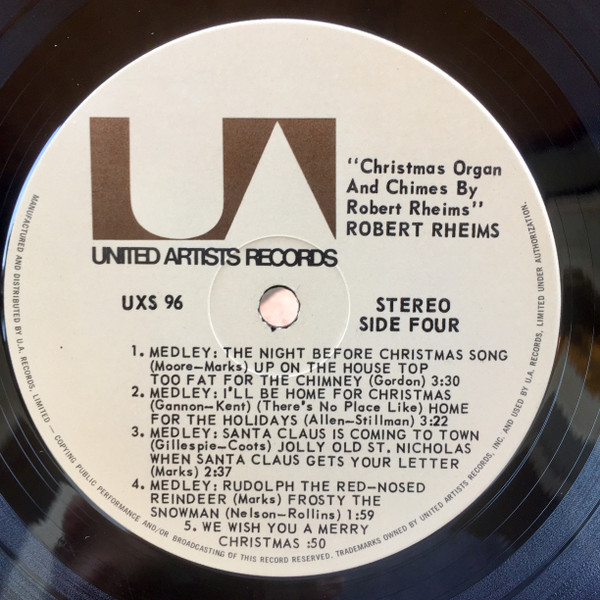 UA
UNITED ARTISTS RECORDS
"Christmas Organ
And Chimes By
Robert Rheims"
ROBERT RHEIMS
UXS 96
STEREO
SIDE FOUR
1. MEDLEY: THE NIGHT BEFORE CHRISTMAS SONG
(Moore—Marks) UP ON THE HOUSE TOP
TOO FAT FOR THE CHIMNEY (Gordon) 3:30
2. MEDLEY: I'LL BE HOME FOR CHRISTMAS
(Gannon—Kent) (There's No Place Like) HOME
FOR THE HOLIDAYS (Allen—Stillman) 3:22
3. MEDLEY: SANTA CLAUS IS COMING TO TOWN
(Gillespie—Coots) JOLLY OLD ST. NICHOLAS
WHEN SANTA CLAUS GETS YOUR LETTER
(Marks) 2:37
4. MEDLEY: RUDOLPH THE RED—NOSED
REINDEER (Marks) FROSTY THE
SNOWMAN (Nelson—Rollins) 1:59
5. WE WISH YOU A MERRY
CHRISTMAS :50
MANUFACTURED AND DISTRIBUTED BY U.A. RECORDS, LIMITED — COPYING PUBLIC PERFORMANCE AND/OR BROADCASTING OF THIS RECORD RESERVED. TRADEMARKS OWNED BY UNITED ARTISTS RECORDS, INC. AND USED BY U.A. RECORDS, LIMITED UNDER AUTHORIZATION.